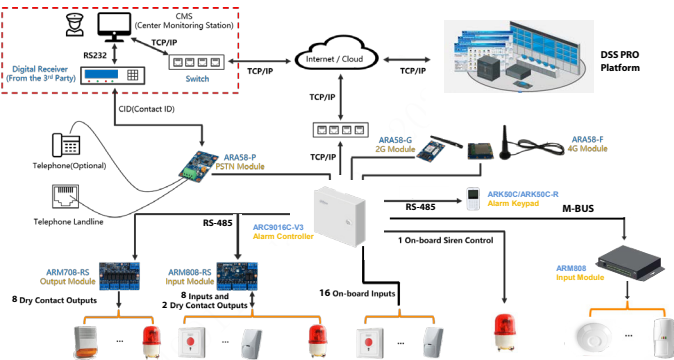 CMS
(Center Monitoring Station)
TCP/IP
RS232
Digital Receiver
(From the 3rd Party)
Switch
TCP/IP
Internet / Cloud
TCP/IP
DSS PRO
Platform
CID(Contact ID)
TCP/IP
Telephone(Optional)
ARA58-P
PSTN Module
TCP/IP
ARA58-G
2G Module
ARA58-F
4G Module
Telephone Landline
RS-485
ARC9016C-V3
Alarm Controller
RS-485
ARK50C/ARK50C-R
Alarm Keypad
M-BUS
1 On-board Siren Control
ARM708-RS
Output Module
ARM808-RS
Input Module
ARM808
Input Module
8 Dry Contact Outputs
8 Inputs and
2 Dry Contact Outputs
16 On-board Inputs
...
...
...
...